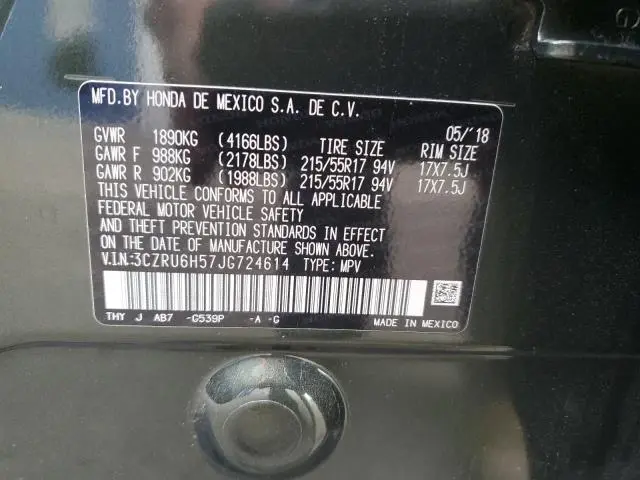 MFD.BY HONDA DE MEXICO S.A. DE C.V.
05/'18
GVWR 1890KG (4166LBS) TIRE SIZE RIM SIZE
GAWR F 988KG (2178LBS) 215/55R17 94V 17X7.5J
GAWR R 902KG (1988LBS) 215/55R17 94V 17X7.5J
THIS VEHICLE CONFORMS TO ALL APPLICABLE
FEDERAL MOTOR VEHICLE SAFETY
AND THEFT PREVENTION STANDARDS IN EFFECT
ON THE DATE OF MANUFACTURE SHOWN ABOVE.
V.I.N:3CZRU6H57JG724614 TYPE: MPV
THY J AB7 -G539P -A -G MADE IN MEXICO